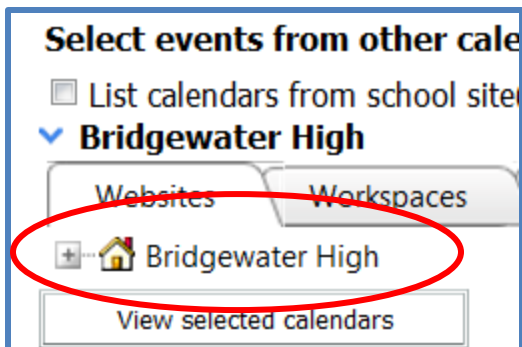 Select events from other cale
List calendars from school site(
Bridgewater High
Websites Workspaces
Bridgewater High
View selected calendars